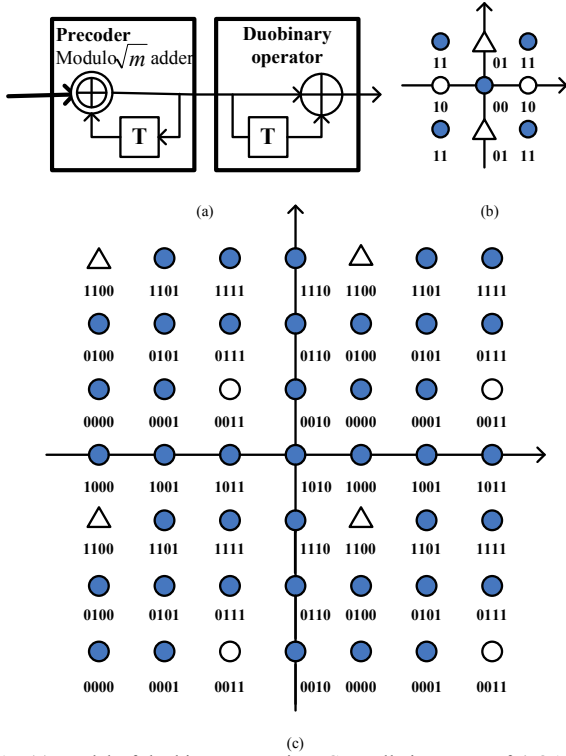 Precoder
Modulo√m adder
T
Duobinary
operator
T
(a)
11 01 11
10 00 10
11 01 11
(b)
1100 1101 1111 1110 1100 1101 1111
0100 0101 0111 0110 0100 0101 0111
0000 0001 0011 0010 0000 0001 0011
1000 1001 1011 1010 1000 1001 1011
1100 1101 1111 1110 1100 1101 1111
0100 0101 0111 0110 0100 0101 0111
0000 0001 0011 0010 0000 0001 0011
(c)